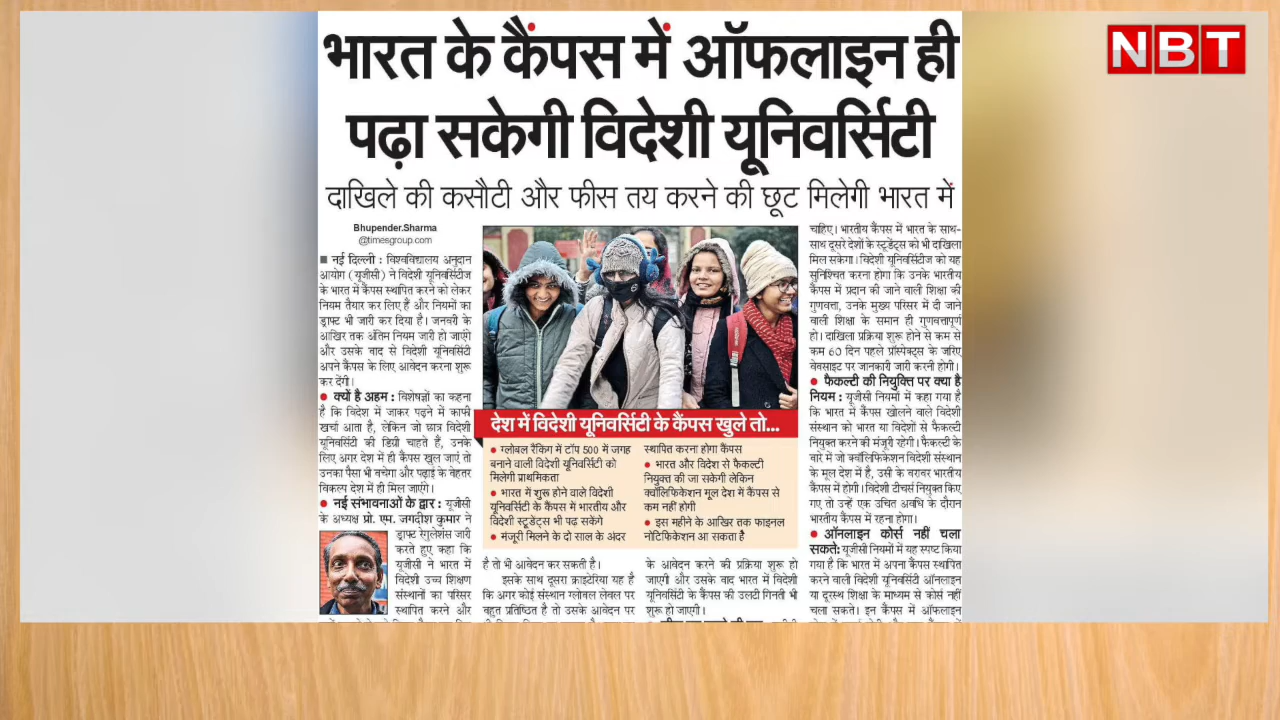 NBT
भारत के कैंपस में ऑफलाइन ही
पढ़ा सकेगी विदेशी यूनिवर्सिटी
दाखिले की कसौटी और फीस तय करने की छूट मिलेगी भारत में
Bhupender.Sharma
@timesgroup.com
■ नई दिल्ली : विश्वविद्यालय अनुदान
आयोग (यूजीसी) ने विदेशी यूनिवर्सिटीज
के भारत में कैंपस स्थापित करने को लेकर
नियम तैयार कर लिए हैं और नियमों का
ड्राफ्ट भी जारी कर दिया है। जनवरी के
आखिर तक अंतिम नियम जारी हो जाएंगे
और उसके बाद से विदेशी यूनिवर्सिटी
अपने कैंपस के लिए आवेदन करना शुरू
कर देंगी।
● क्यों है अहम : विशेषज्ञों का कहना
है कि विदेश में जाकर पढ़ने में काफी
खर्चा आता है, लेकिन जो छात्र विदेशी
यूनिवर्सिटी की डिग्री चाहते हैं, उनके
लिए अगर देश में ही कैंपस खुल जाएं तो
उनका पैसा भी बचेगा और पढ़ाई के बेहतर
विकल्प देश में ही मिल जाएंगे।
● नई संभावनाओं के द्वार : यूजीसी
के अध्यक्ष प्रो. एम. जगदीश कुमार ने
ड्राफ्ट रेगुलेशंस जारी
करते हुए कहा कि
यूजीसी ने भारत में
विदेशी उच्च शिक्षण
संस्थानों का परिसर
स्थापित करने और
देश में विदेशी यूनिवर्सिटी के कैंपस खुले तो...
● ग्लोबल रैंकिंग में टॉप 500 में जगह
बनाने वाली विदेशी यूनिवर्सिटी को
मिलेगी प्राथमिकता
● भारत में शुरू होने वाले विदेशी
यूनिवर्सिटी के कैंपस में भारतीय और
विदेशी स्टूडेंट्स भी पढ़ सकेंगे
● मंजूरी मिलने के दो साल के अंदर
स्थापित करना होगा कैंपस
● भारत और विदेश से फैकल्टी
नियुक्त की जा सकेगी लेकिन
क्वॉलिफिकेशन मूल देश में कैंपस से
कम नहीं होगी
● इस महीने के आखिर तक फाइनल
नोटिफिकेशन आ सकता है
है तो भी आवेदन कर सकती है।
इसके साथ दूसरा क्राइटेरिया यह है
कि अगर कोई संस्थान ग्लोबल लेवल पर
बहुत प्रतिष्ठित है तो उसके आवेदन पर
के आवेदन करने की प्रक्रिया शुरू हो
जाएगी और उसके बाद भारत में विदेशी
यूनिवर्सिटी के कैंपस की उलटी गिनती भी
शुरू हो जाएगी।
चाहिए। भारतीय कैंपस में भारत के साथ-
साथ दूसरे देशों के स्टूडेंट्स को भी दाखिला
मिल सकेगा। विदेशी यूनिवर्सिटीज को यह
सुनिश्चित करना होगा कि उनके भारतीय
कैंपस में प्रदान की जाने वाली शिक्षा की
गुणवत्ता, उनके मुख्य परिसर में दी जाने
वाली शिक्षा के समान ही गुणवत्तापूर्ण
हो। दाखिला प्रक्रिया शुरू होने से कम से
कम 60 दिन पहले प्रॉस्पेक्टस के जरिए
वेबसाइट पर जानकारी जारी करनी होगी।
● फैकल्टी की नियुक्ति पर क्या है
नियम : यूजीसी नियमों में कहा गया है
कि भारत में कैंपस खोलने वाले विदेशी
संस्थान को भारत या विदेशों से फैकल्टी
नियुक्त करने की मंजूरी रहेगी। फैकल्टी के
बारे में जो क्वॉलिफिकेशन विदेशी संस्थान
के मूल देश में है, उसी के बराबर भारतीय
कैंपस में होगी। विदेशी टीचर्स नियुक्त किए
गए तो उन्हें एक उचित अवधि के दौरान
भारतीय कैंपस में रहना होगा।
● ऑनलाइन कोर्स नहीं चला
सकते: यूजीसी नियमों में यह स्पष्ट किया
गया है कि भारत में अपना कैंपस स्थापित
करने वाली विदेशी यूनिवर्सिटी ऑनलाइन
या दूरस्थ शिक्षा के माध्यम से कोर्स नहीं
चला सकते। इन कैंपस में ऑफलाइन